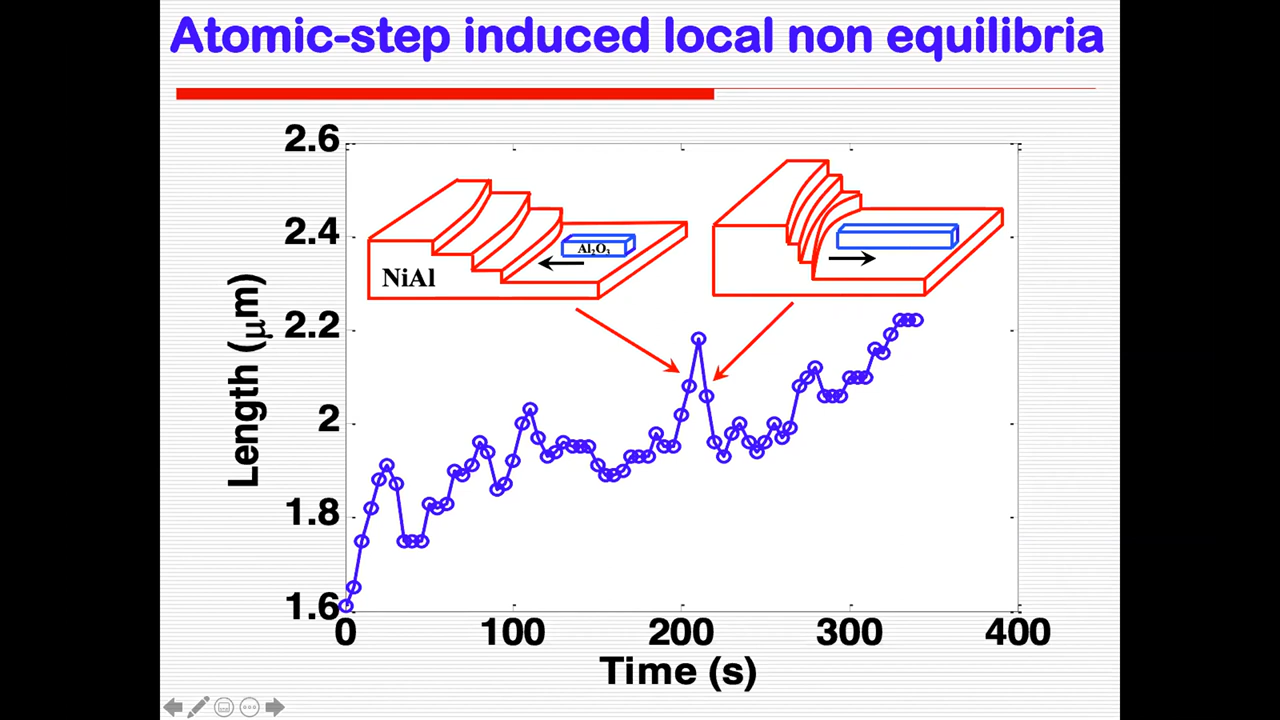 Atomic-step induced local non equilibria
2.6
2.4
2.2
2
1.8
1.6
Length (μm)
NiAl
Al₂O₃
0 100 200 300 400
Time (s)